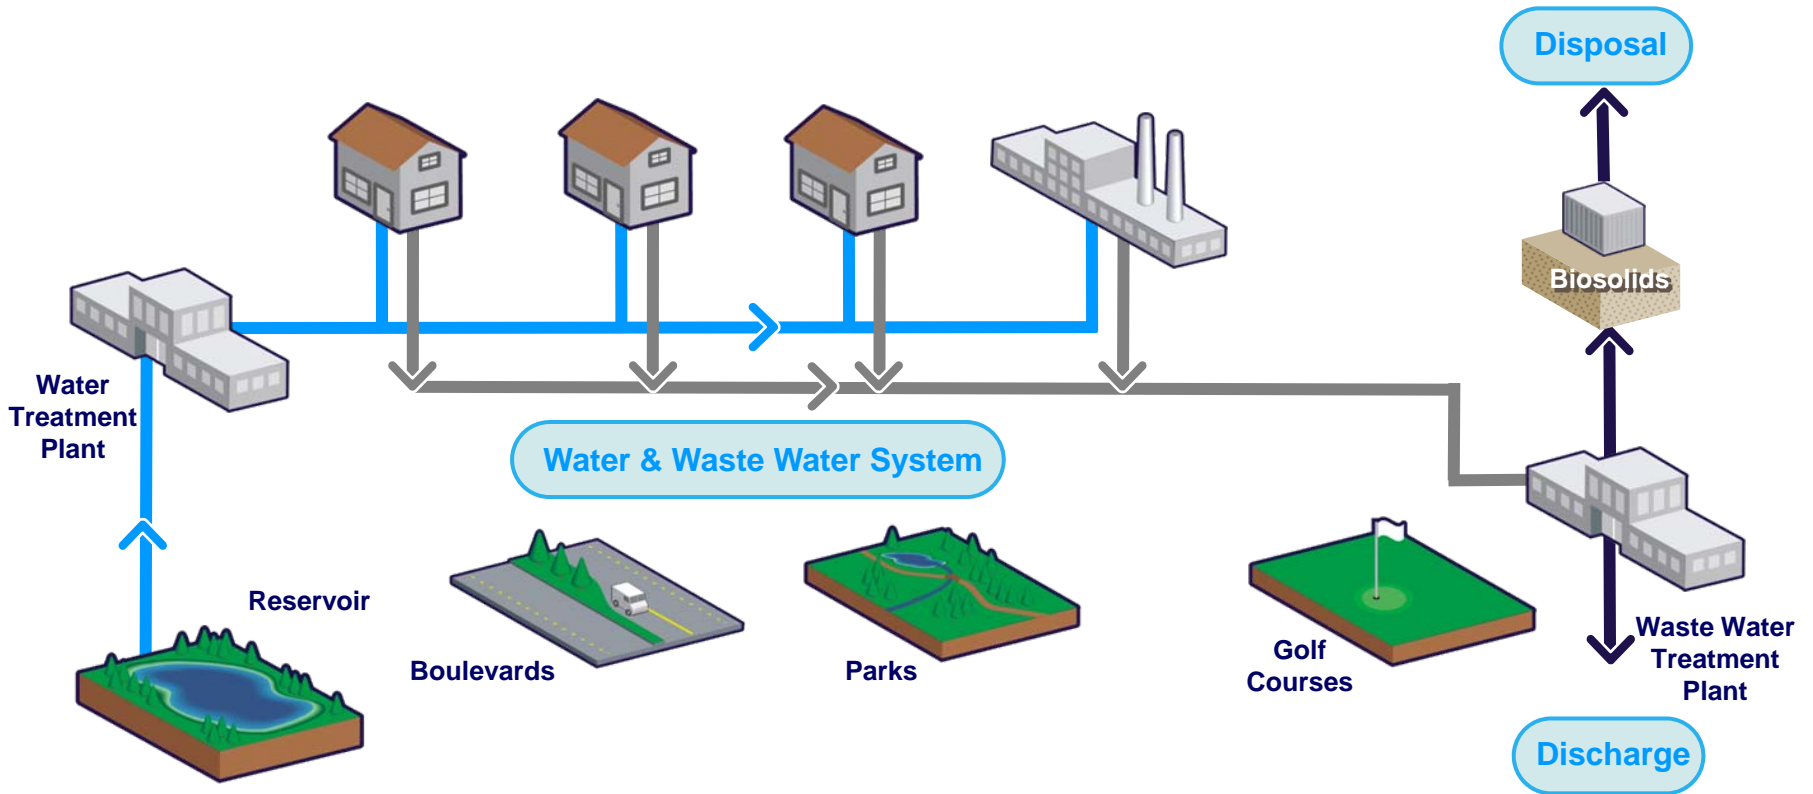 Disposal
Biosolids
Water
Treatment
Plant
Water & Waste Water System
Reservoir
Boulevards
Parks
Golf
Courses
Waste Water
Treatment
Plant
Discharge